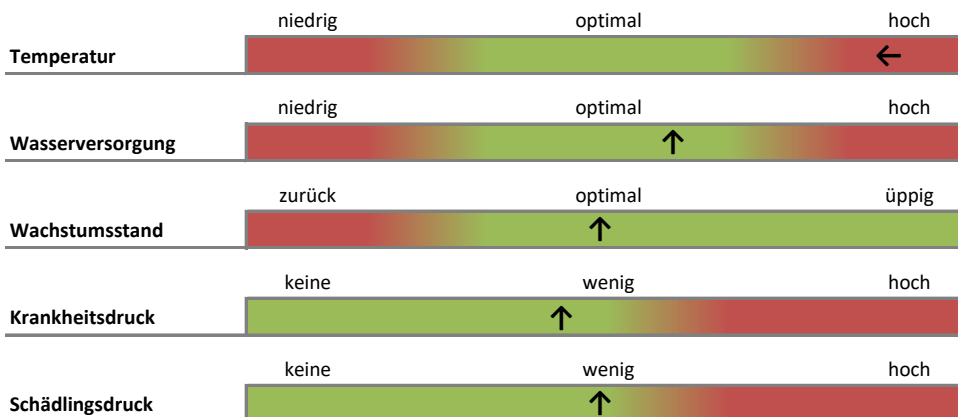 niedrig optimal hoch
Temperatur
niedrig optimal hoch
Wasserversorgung
zurück optimal üppig
Wachstumsstand
keine wenig hoch
Krankheitsdruck
keine wenig hoch
Schädlingsdruck